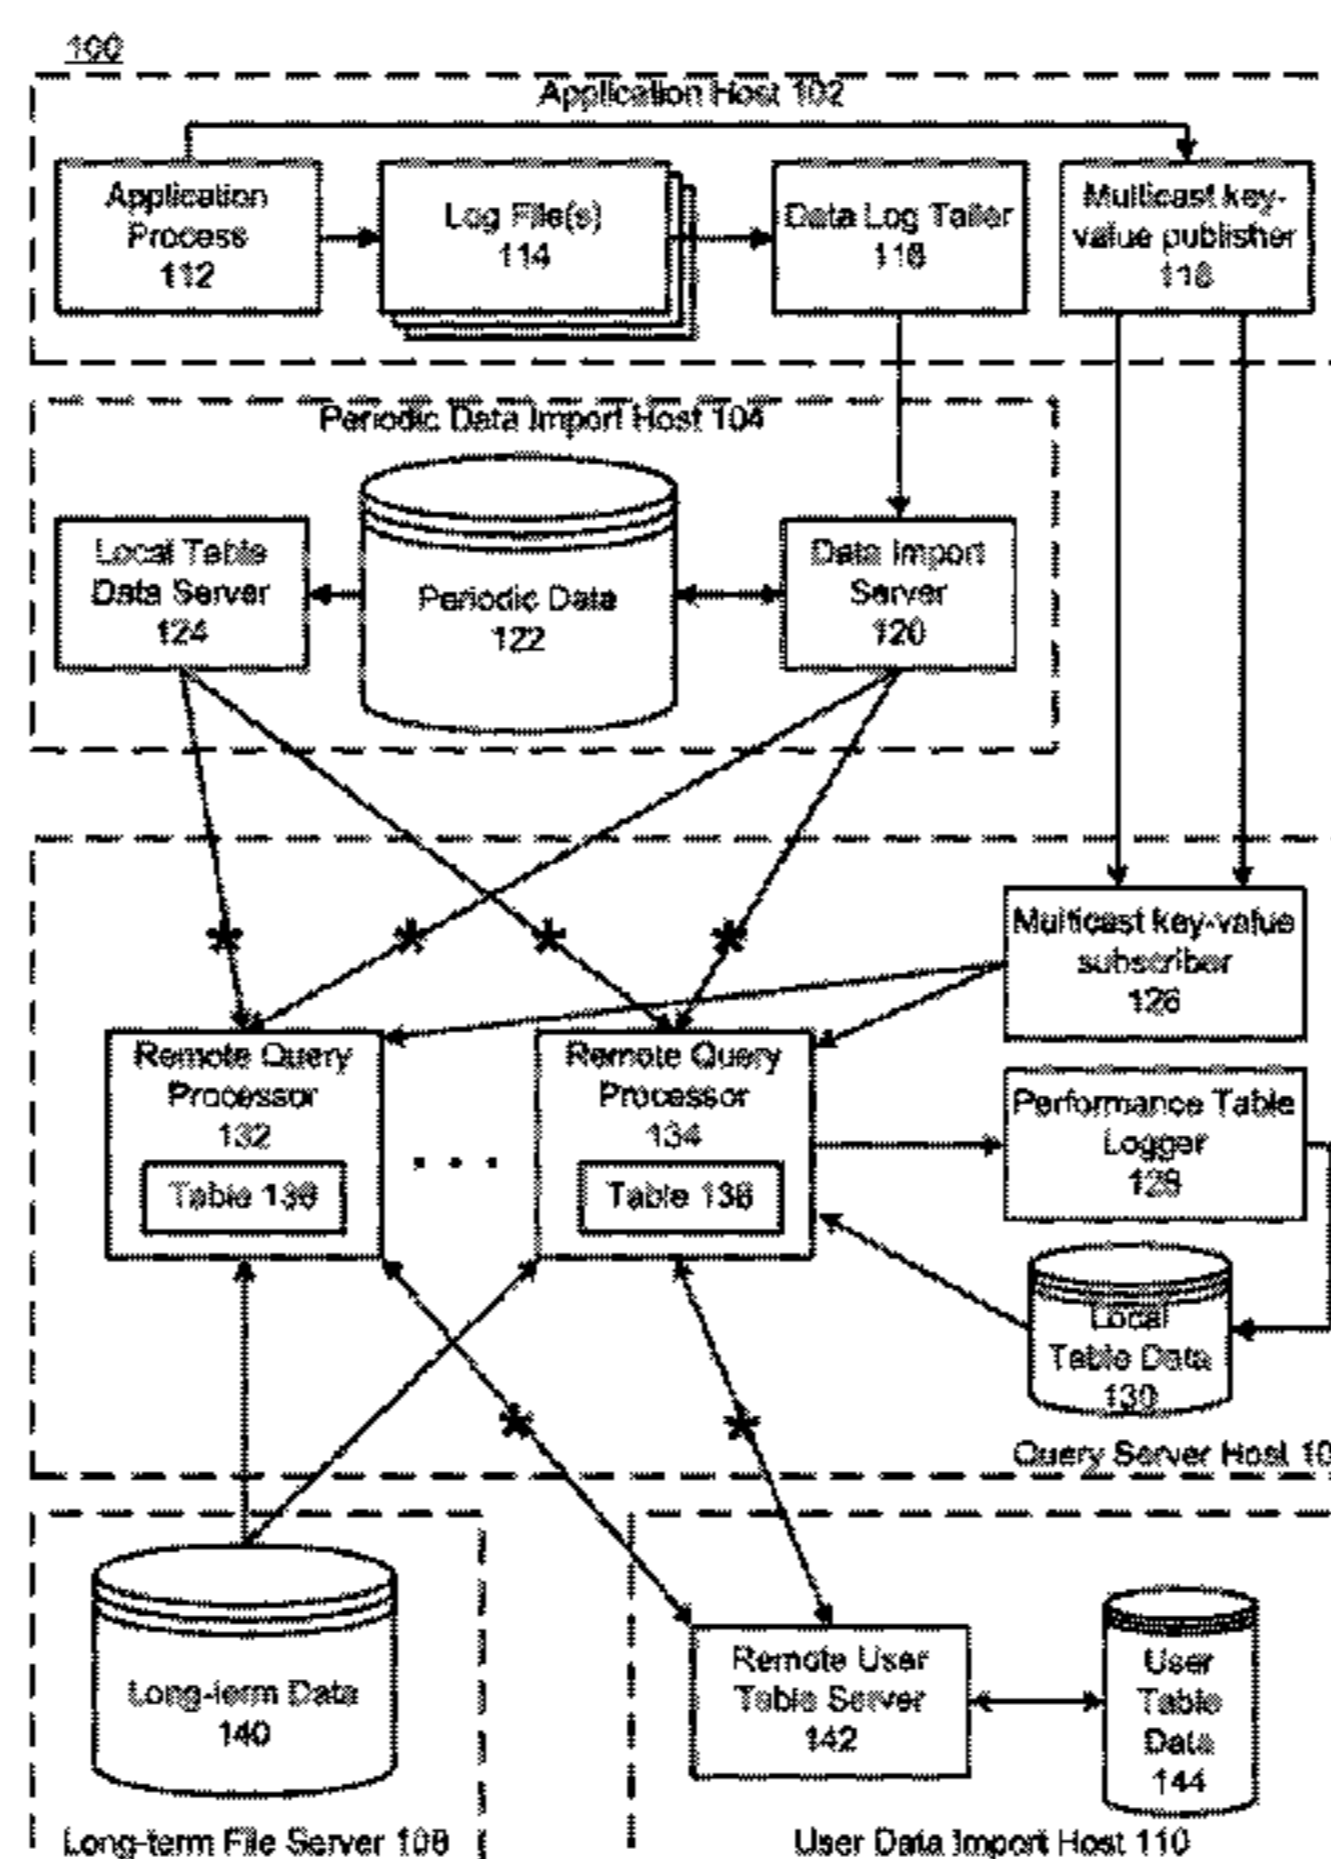 100
Application Host 102
Application
Process
112
Log File(s)
114
Data Log Tailer
116
Multicast key-
value publisher
118
Periodic Data Import Host 104
Local Table
Data Server
124
Periodic Data
122
Data Import
Server
120
Multicast key-value
subscriber
126
Remote Query
Processor
132
Table 136
. . .
Remote Query
Processor
134
Table 138
Performance Table
Logger
128
Local
Table Data
130
Query Server Host 10
Long-term Data
140
Long-term File Server 108
Remote User
Table Server
142
User
Table
Data
144
User Data Import Host 110